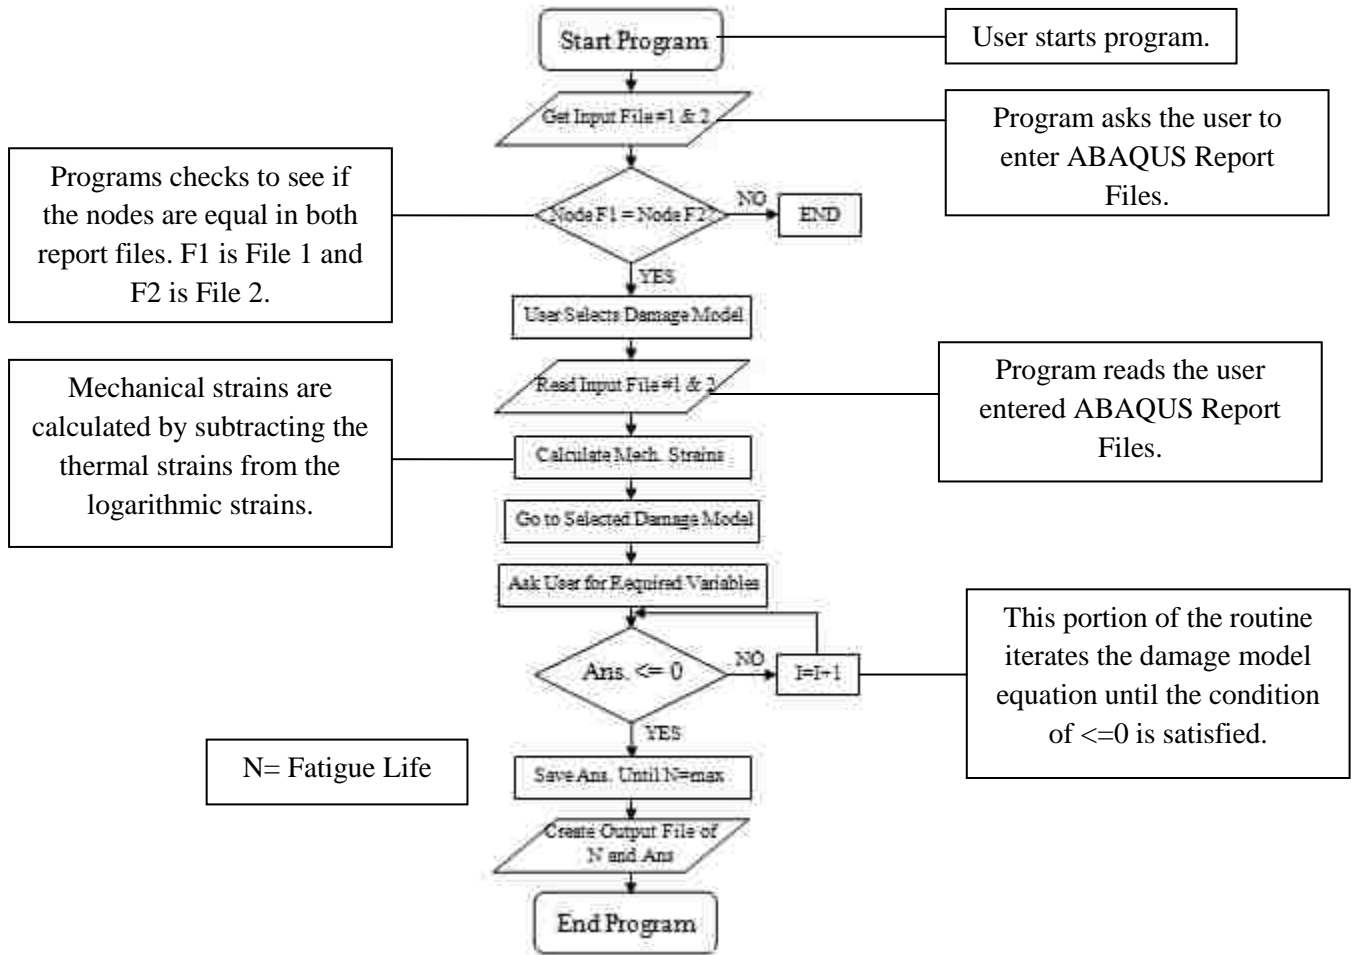 Start Program
User starts program.
Get Input File #1 & 2
Program asks the user to
enter ABAQUS Report
Files.
Programs checks to see if
the nodes are equal in both
report files. F1 is File 1 and
F2 is File 2.
Node F1 = Node F2?
NO
END
YES
User Selects Damage Model
Read Input File #1 & 2
Program reads the user
entered ABAQUS Report
Files.
Mechanical strains are
calculated by subtracting the
thermal strains from the
logarithmic strains.
Calculate Mech. Strains
Go to Selected Damage Model
Ask User for Required Variables
Ans. <= 0
NO
I=I+1
This portion of the routine
iterates the damage model
equation until the condition
of <=0 is satisfied.
YES
N= Fatigue Life
Save Ans. Until N=max
Create Output File of
N and Ans
End Program